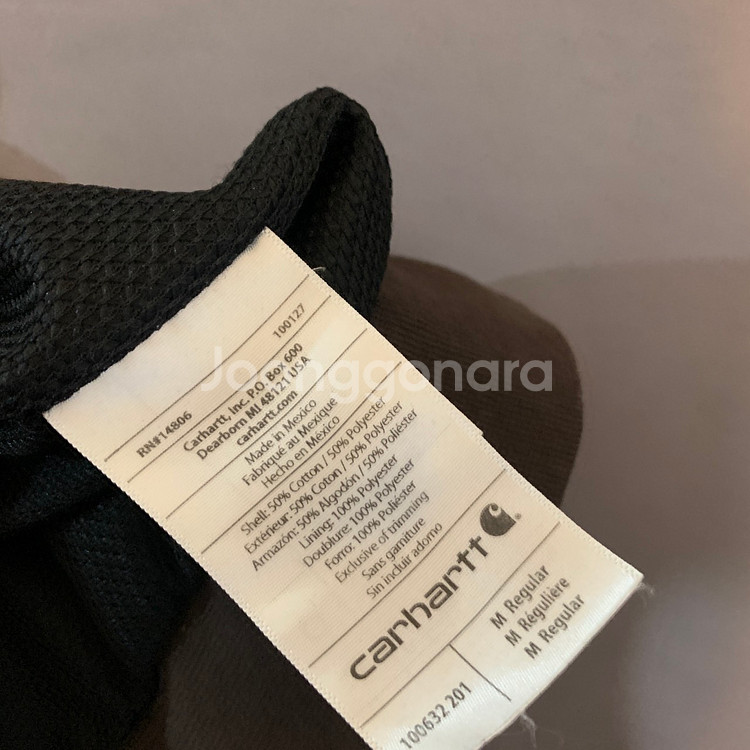 RN#14806
100127
Carhartt, Inc. P.O. Box 600
Dearborn MI 48121 USA
carhartt.com
Made in Mexico
Fabriqué au Mexique
Hecho en México
Shell: 50% Cotton / 50% Polyester
Extérieur: 50% Coton / 50% Polyester
Armazón: 50% Algodón / 50% Poliéster
Lining: 100% Polyester
Doublure: 100% Polyester
Forro: 100% Poliéster
Exclusive of trimming
Sans garniture
Sin incluir adorno
carhartt
100632 201
M Regular
M Régulière
M Regular
Joonggonara